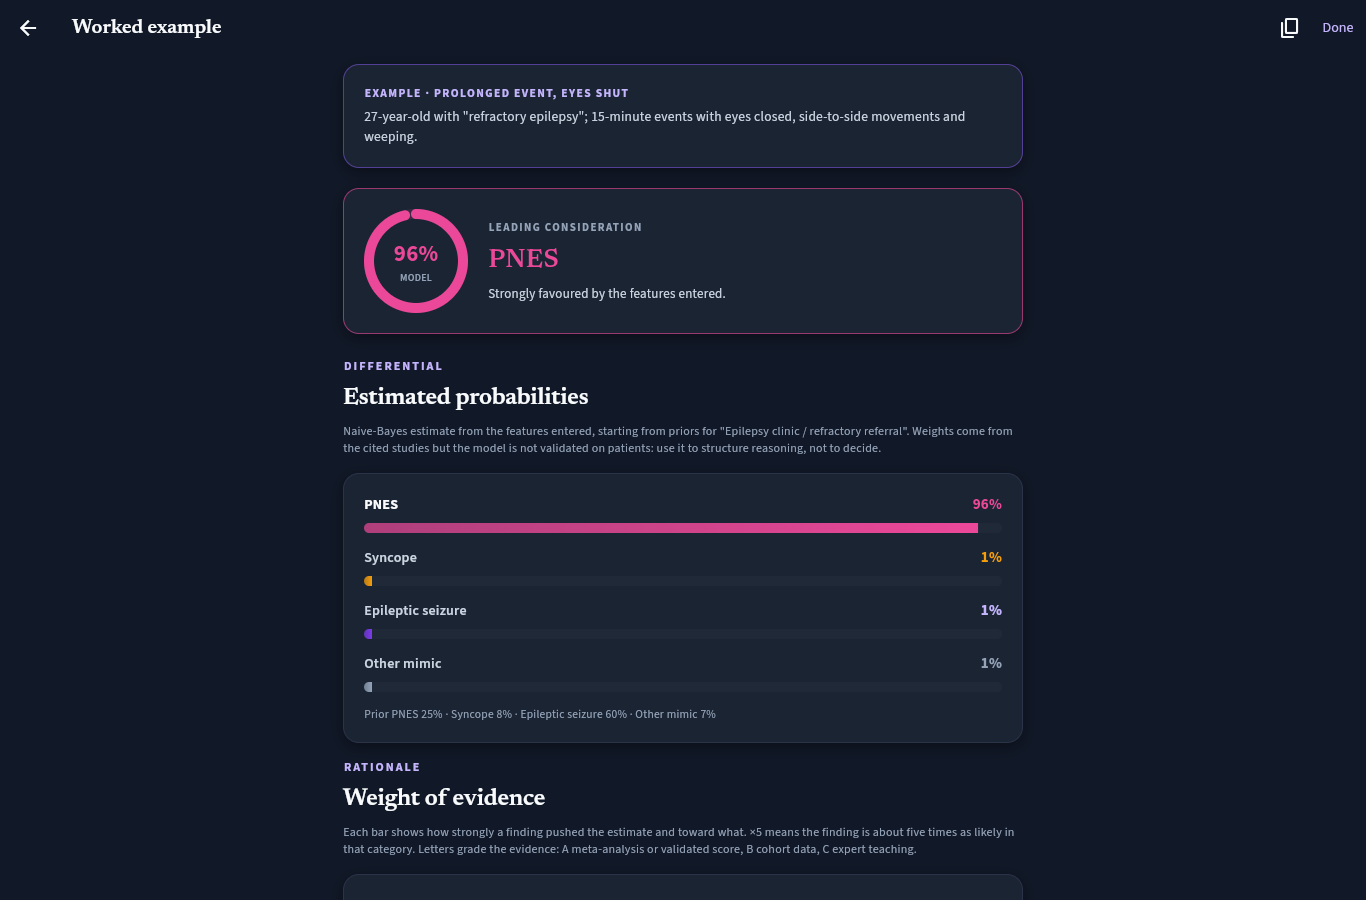 Worked example
Done
EXAMPLE · PROLONGED EVENT, EYES SHUT
27-year-old with "refractory epilepsy"; 15-minute events with eyes closed, side-to-side movements and
weeping.
96%
MODEL
LEADING CONSIDERATION
PNES
Strongly favoured by the features entered.
DIFFERENTIAL
Estimated probabilities
Naive-Bayes estimate from the features entered, starting from priors for "Epilepsy clinic / refractory referral". Weights come from
the cited studies but the model is not validated on patients: use it to structure reasoning, not to decide.
PNES 96%
Syncope 1%
Epileptic seizure 1%
Other mimic 1%
Prior PNES 25% · Syncope 8% · Epileptic seizure 60% · Other mimic 7%
RATIONALE
Weight of evidence
Each bar shows how strongly a finding pushed the estimate and toward what. ×5 means the finding is about five times as likely in
that category. Letters grade the evidence: A meta-analysis or validated score, B cohort data, C expert teaching.